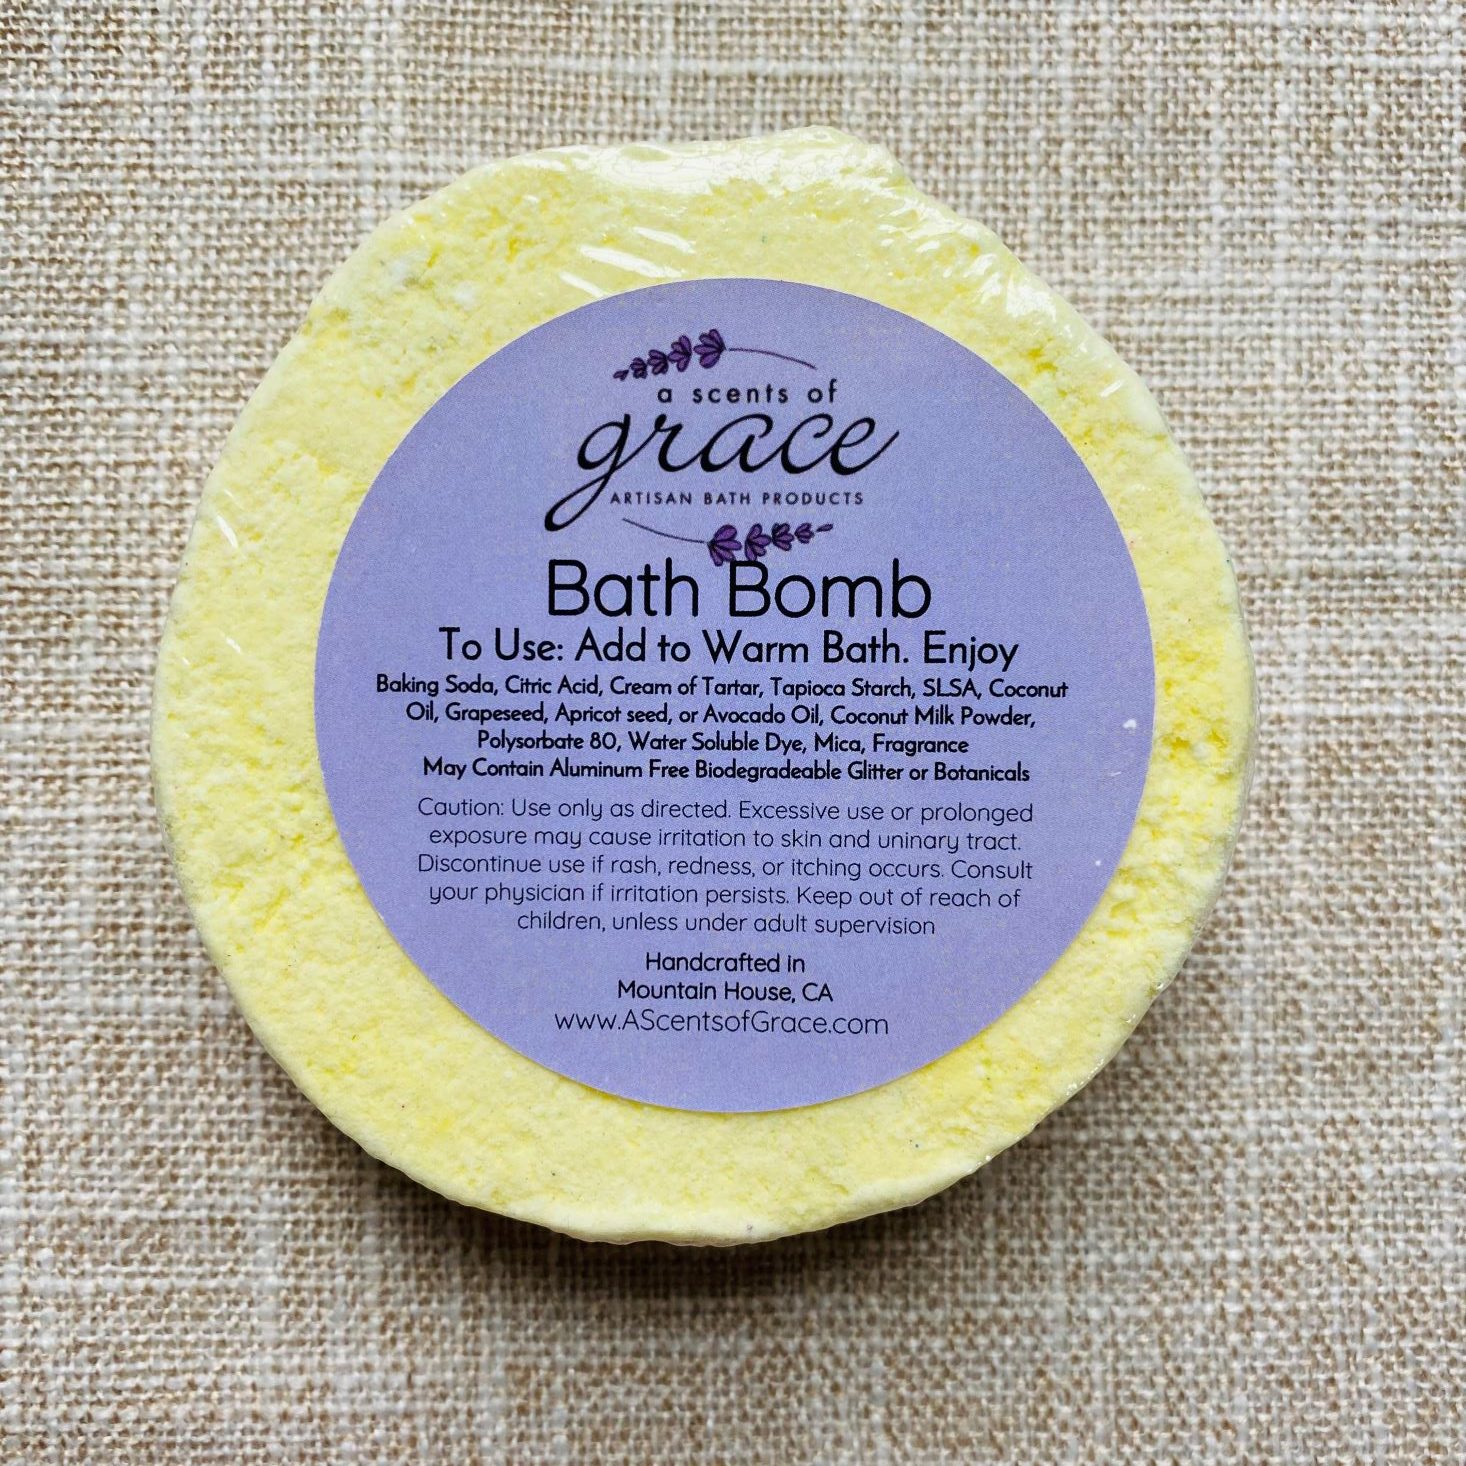 a scents of
grace
ARTISAN BATH PRODUCTS
Bath Bomb
To Use: Add to Warm Bath. Enjoy
Baking Soda, Citric Acid, Cream of Tartar, Tapioca Starch, SLSA, Coconut
Oil, Grapeseed, Apricot seed, or Avocado Oil, Coconut Milk Powder,
Polysorbate 80, Water Soluble Dye, Mica, Fragrance
May Contain Aluminum Free Biodegradeable Glitter or Botanicals
Caution: Use only as directed. Excessive use or prolonged
exposure may cause irritation to skin and uninary tract.
Discontinue use if rash, redness, or itching occurs. Consult
your physician if irritation persists. Keep out of reach of
children, unless under adult supervision
Handcrafted in
Mountain House, CA
www.AScentsofGrace.com